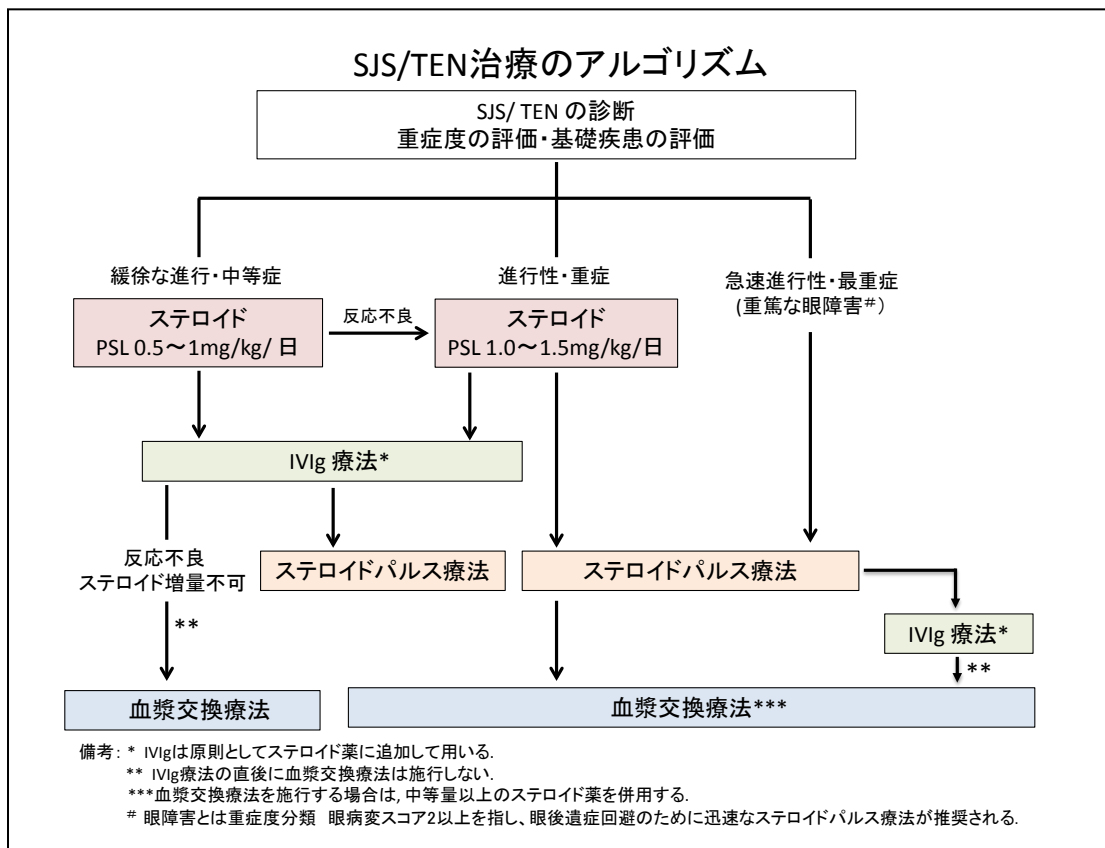 SJS/TEN治療のアルゴリズム
SJS/ TEN の診断
重症度の評価・基礎疾患の評価
緩徐な進行・中等症
進行性・重症
急速進行性・最重症
(重篤な眼障害#)
ステロイド
PSL 0.5〜1mg/kg/ 日
反応不良
ステロイド
PSL 1.0〜1.5mg/kg/日
IVIg 療法*
反応不良
ステロイド増量不可
**
ステロイドパルス療法
ステロイドパルス療法
IVIg 療法*
**
血漿交換療法
血漿交換療法***
備考: * IVIgは原則としてステロイド薬に追加して用いる.
** IVIg療法の直後に血漿交換療法は施行しない.
***血漿交換療法を施行する場合は, 中等量以上のステロイド薬を併用する.
# 眼障害とは重症度分類 眼病変スコア2以上を指し、眼後遺症回避のために迅速なステロイドパルス療法が推奨される.